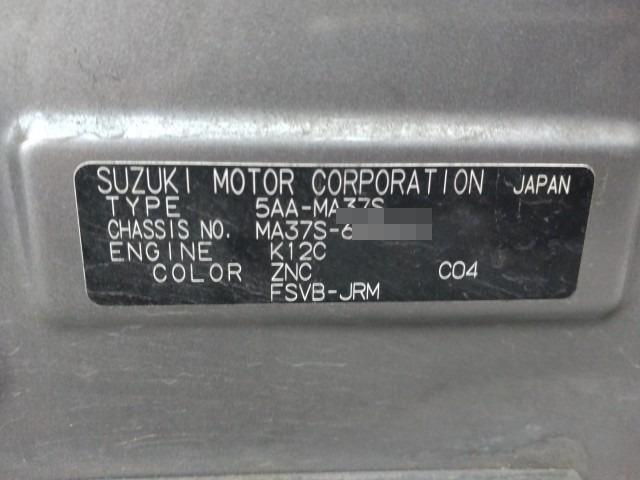 SUZUKI MOTOR CORPORATION JAPAN
TYPE 5AA-MA37S
CHASSIS NO. MA37S-6
ENGINE K12C
COLOR ZNC C04
FSVB-JRM